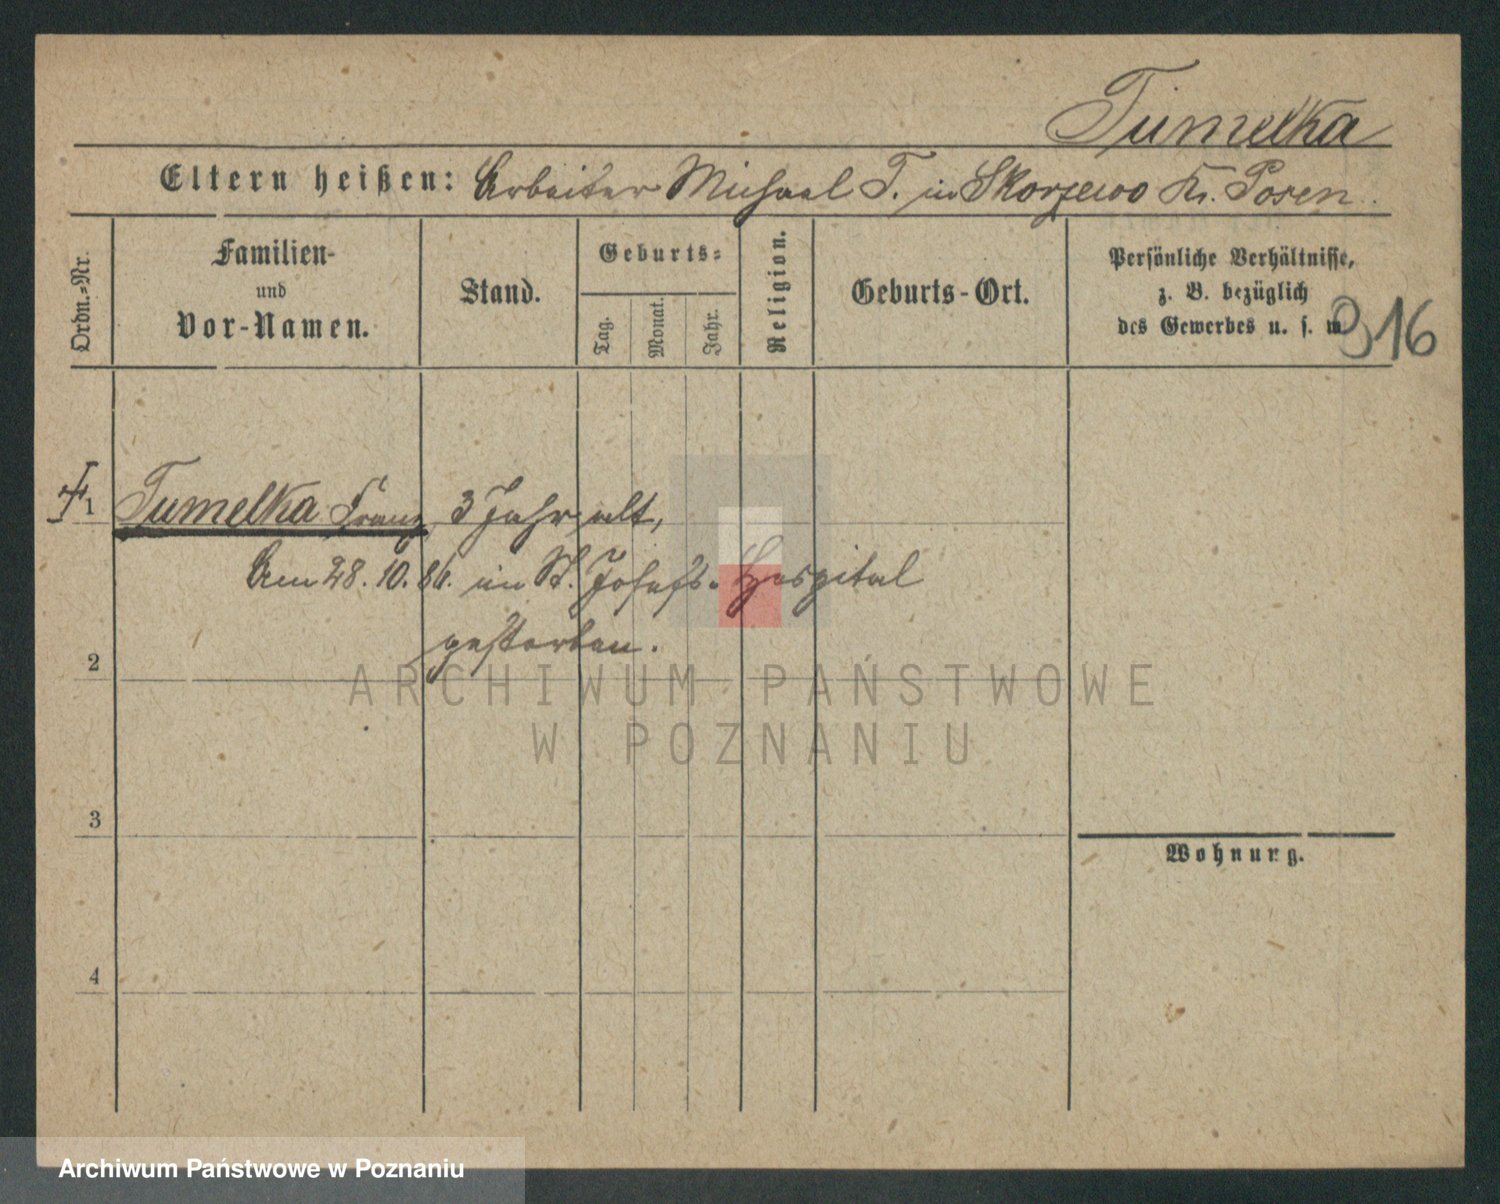 Tumelka
Eltern heißen: Arbeiter Michael T. in Skorzewo Kr. Posen.
Ordn.-Nr.
Familien-
und
Vor-Namen.
Stand.
Geburts-
Tag.
Monat.
Jahr.
Religion.
Geburts-Ort.
Persönliche Verhältnisse,
z. B. bezüglich
des Gewerbes u. s. w.
916
1 Tumelka Franz, 3 Jahr alt,
Am 28. 10. 86. im St. Josefs-Hospital
gestorben.
2
ARCHIWUM PAŃSTWOWE
W POZNANIU
3
Wohnung.
4
Archiwum Państwowe w Poznaniu